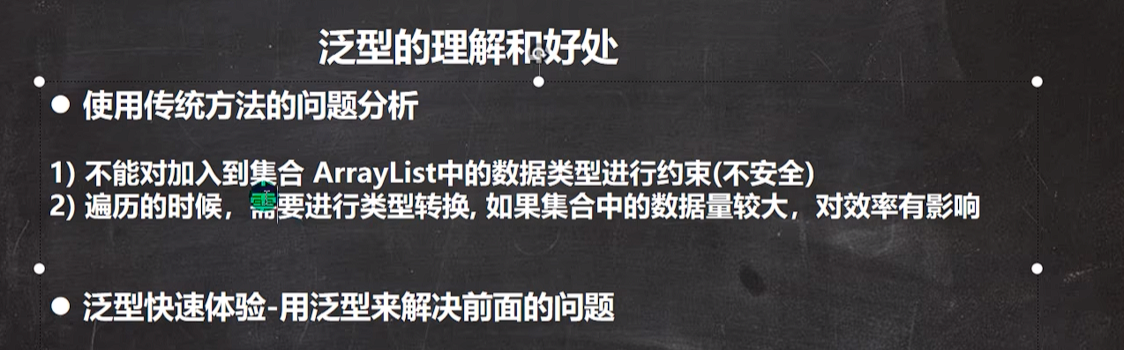 泛型的理解和好处
● 使用传统方法的问题分析
1) 不能对加入到集合 ArrayList中的数据类型进行约束(不安全)
2) 遍历的时候，需要进行类型转换, 如果集合中的数据量较大，对效率有影响
● 泛型快速体验-用泛型来解决前面的问题